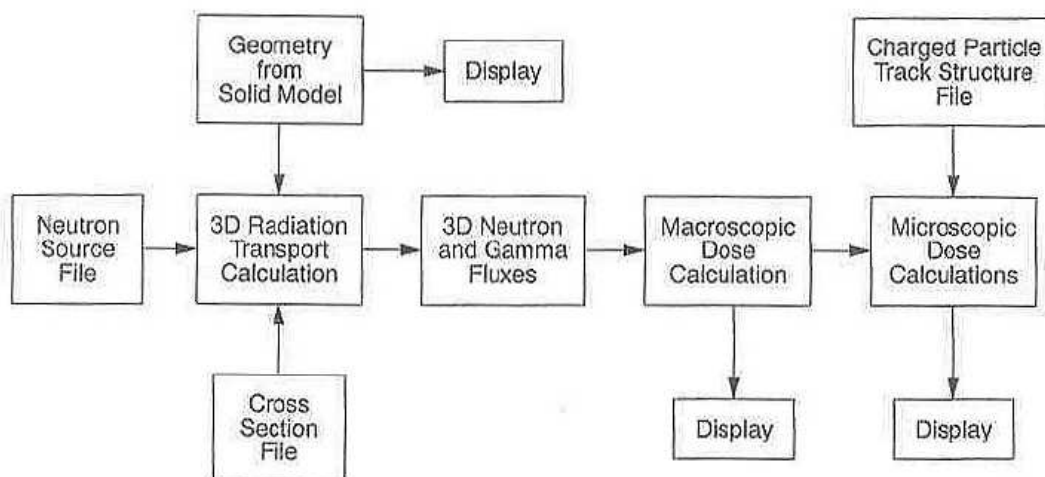 Geometry
from
Solid Model
Display
Charged Particle
Track Structure
File
Neutron
Source
File
3D Radiation
Transport
Calculation
3D Neutron
and Gamma
Fluxes
Macroscopic
Dose
Calculation
Microscopic
Dose
Calculations
Cross
Section
File
Display
Display